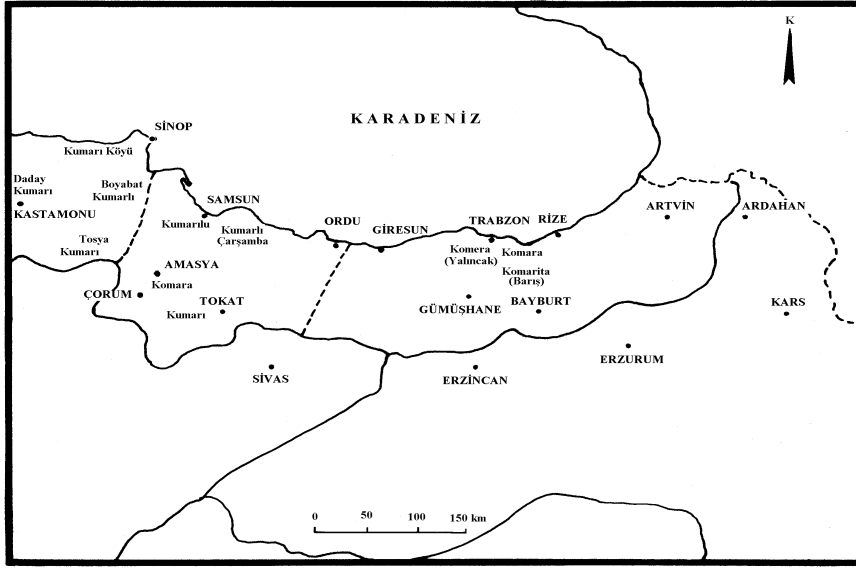 K
KARADENİZ
SİNOP
Kumarı Köyü
Daday
Kumarı
KASTAMONU
Boyabat
Kumarlı
SAMSUN
Kumarılu
Kumarlı
Çarşamba
ORDU
GİRESUN
TRABZON
RİZE
ARTVİN
ARDAHAN
Tosya
Kumarı
Komera
(Yalıncak)
Komara
Komarita
(Barış)
AMASYA
Komara
ÇORUM
TOKAT
Kumarı
GÜMÜŞHANE
BAYBURT
KARS
ERZURUM
SİVAS
ERZİNCAN
0 50 100 150 km